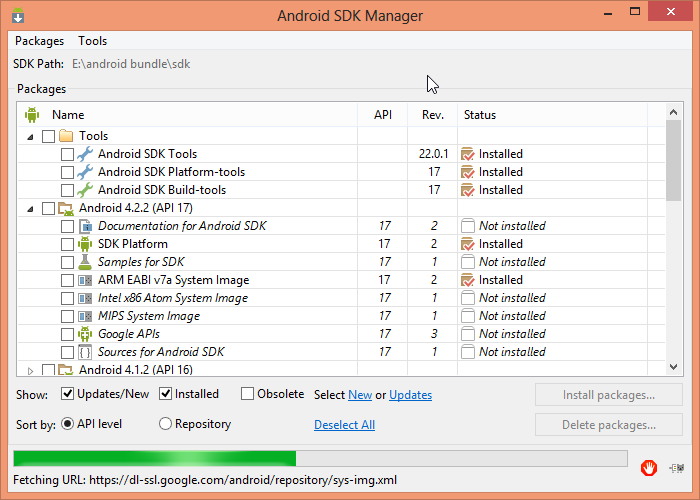 Android SDK Manager
Packages Tools
SDK Path: E:\android bundle\sdk
Packages
Name API Rev. Status
Tools
Android SDK Tools 22.0.1 Installed
Android SDK Platform-tools 17 Installed
Android SDK Build-tools 17 Installed
Android 4.2.2 (API 17)
Documentation for Android SDK 17 2 Not installed
SDK Platform 17 2 Installed
Samples for SDK 17 1 Not installed
ARM EABI v7a System Image 17 2 Installed
Intel x86 Atom System Image 17 1 Not installed
MIPS System Image 17 1 Not installed
Google APIs 17 3 Not installed
Sources for Android SDK 17 1 Not installed
Android 4.1.2 (API 16)
Show: Updates/New Installed Obsolete Select New or Updates Install packages...
Sort by: API level Repository Deselect All Delete packages...
Fetching URL: https://dl-ssl.google.com/android/repository/sys-img.xml